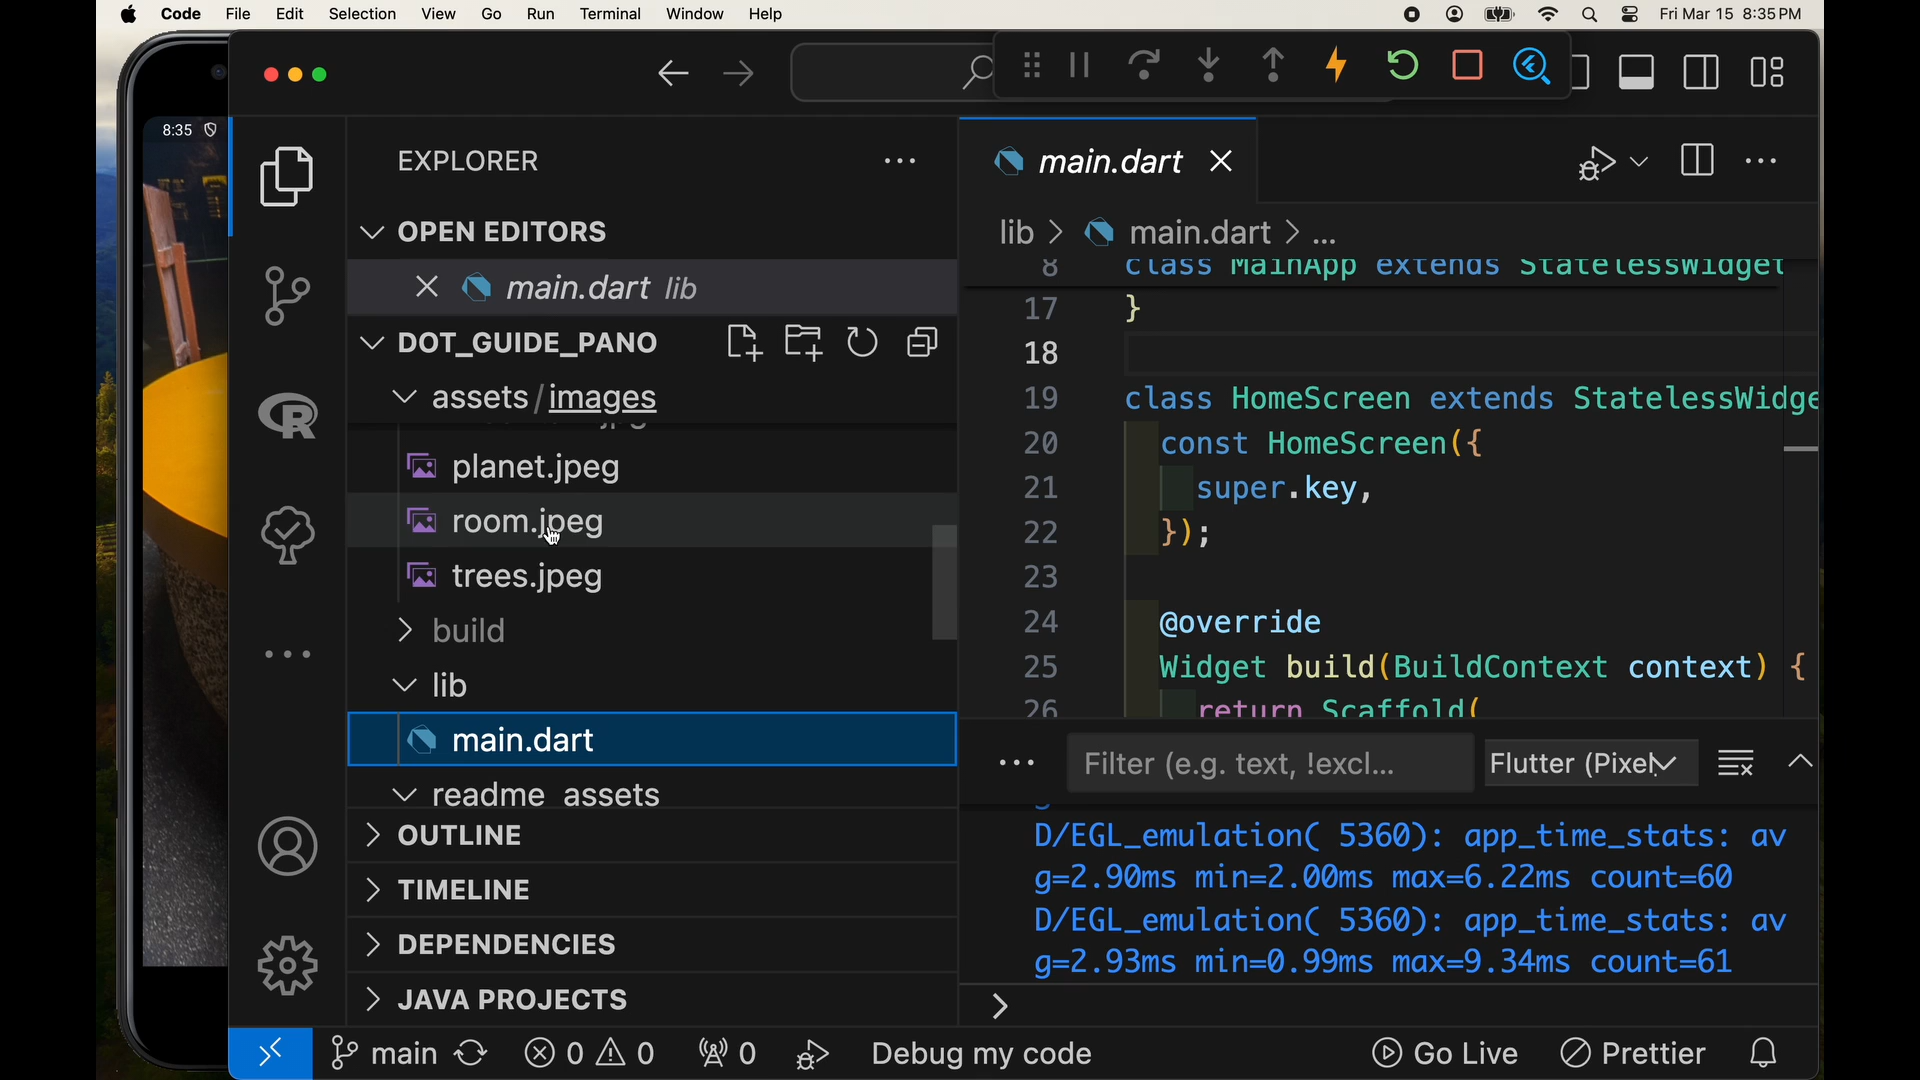 Code File Edit Selection View Go Run Terminal Window Help Fri Mar 15 8:35 PM
8:35
EXPLORER
OPEN EDITORS
main.dart lib
DOT_GUIDE_PANO
assets/images
planet.jpeg
room.jpeg
trees.jpeg
build
lib
main.dart
readme_assets
OUTLINE
TIMELINE
DEPENDENCIES
JAVA PROJECTS
main.dart
lib > main.dart > ...
8 class MainApp extends StatelessWidget
17 }
18
19 class HomeScreen extends StatelessWidge
20 const HomeScreen({
21 super.key,
22 });
23
24 @override
25 Widget build(BuildContext context) {
26 return Scaffold(
Filter (e.g. text, !excl... Flutter (Pixel
D/EGL_emulation( 5360): app_time_stats: av
g=2.90ms min=2.00ms max=6.22ms count=60
D/EGL_emulation( 5360): app_time_stats: av
g=2.93ms min=0.99ms max=9.34ms count=61
main 0 0 0 Debug my code Go Live Prettier